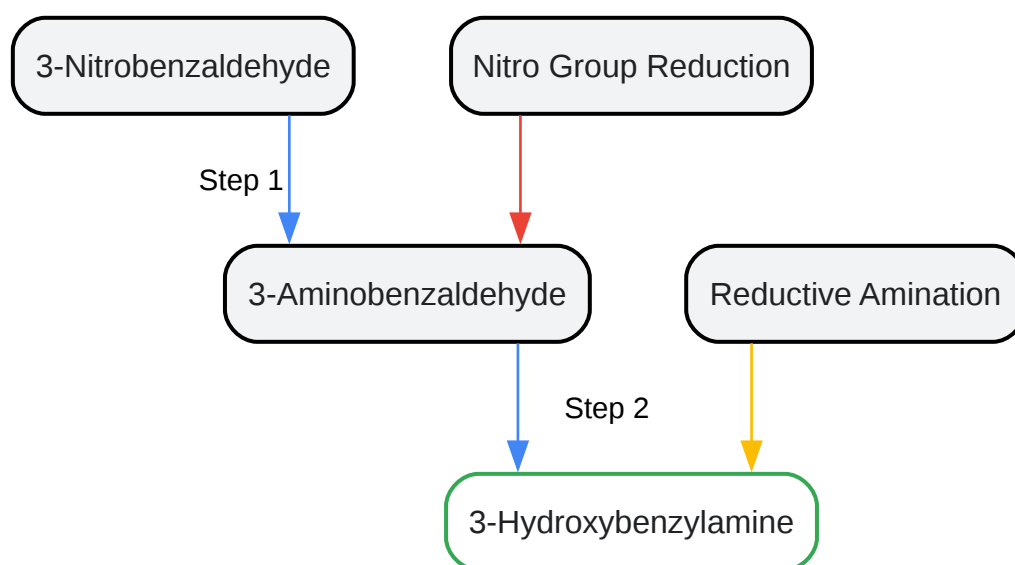 3-Nitrobenzaldehyde
Nitro Group Reduction
Step 1
3-Aminobenzaldehyde
Reductive Amination
Step 2
3-Hydroxybenzylamine